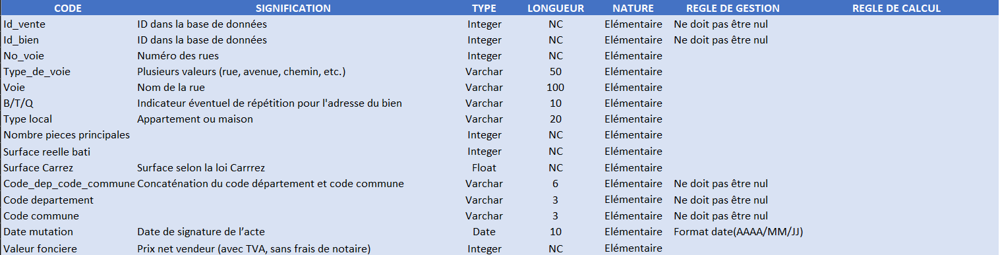 CODE SIGNIFICATION TYPE LONGUEUR NATURE REGLE DE GESTION REGLE DE CALCUL
Id_vente ID dans la base de données Integer NC Elémentaire Ne doit pas être nul
Id_bien ID dans la base de données Integer NC Elémentaire Ne doit pas être nul
No_voie Numéro des rues Integer NC Elémentaire
Type_de_voie Plusieurs valeurs (rue, avenue, chemin, etc.) Varchar 50 Elémentaire
Voie Nom de la rue Varchar 100 Elémentaire
B/T/Q Indicateur éventuel de répétition pour l'adresse du bien Varchar 10 Elémentaire
Type local Appartement ou maison Varchar 20 Elémentaire
Nombre pieces principales Integer NC Elémentaire
Surface reelle bati Integer NC Elémentaire
Surface Carrez Surface selon la loi Carrrez Float NC Elémentaire
Code_dep_code_commune Concaténation du code département et code commune Varchar 6 Elémentaire Ne doit pas être nul
Code departement Varchar 3 Elémentaire Ne doit pas être nul
Code commune Varchar 3 Elémentaire Ne doit pas être nul
Date mutation Date de signature de l’acte Date 10 Elémentaire Format date(AAAA/MM/JJ)
Valeur fonciere Prix net vendeur (avec TVA, sans frais de notaire) Integer NC Elémentaire